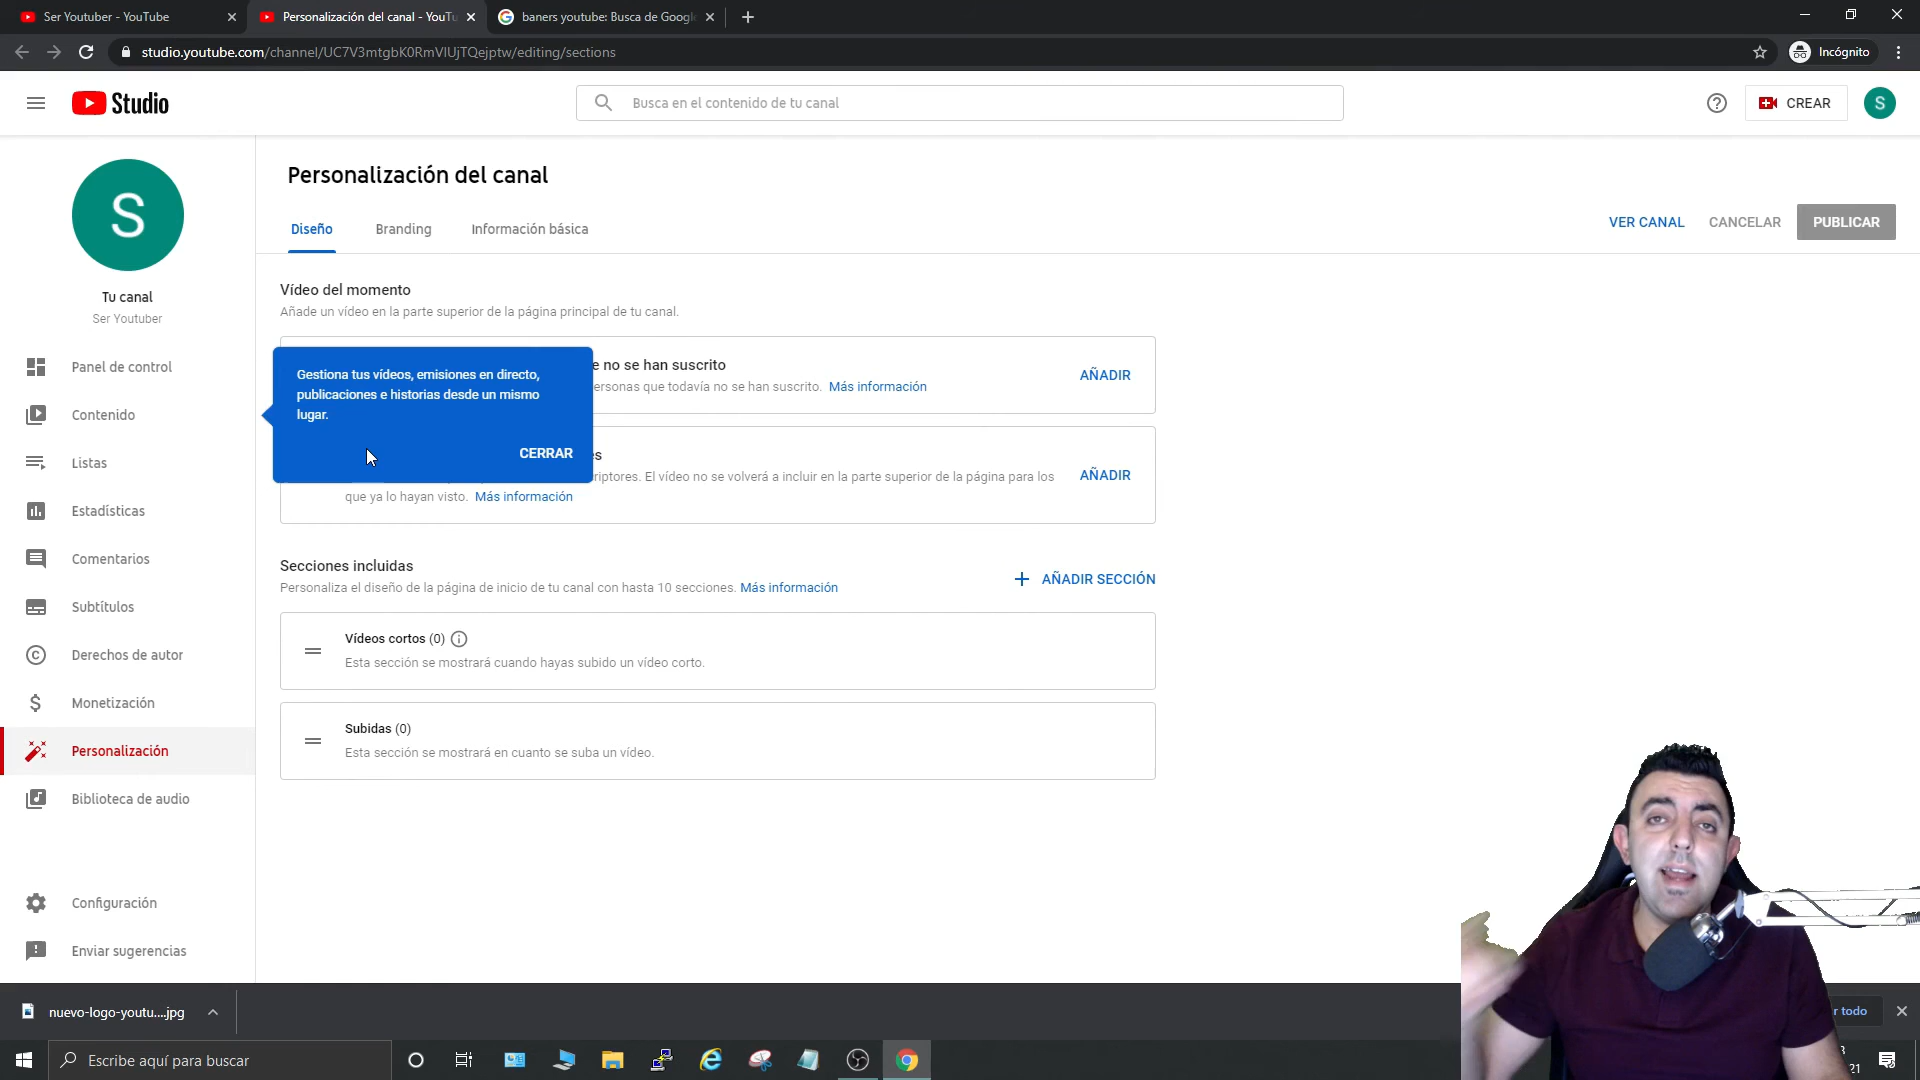 Ser Youtuber - YouTube
Personalización del canal - YouTu
baners youtube: Busca de Google
studio.youtube.com/channel/UC7V3mtgbK0RmVlUjTQejptw/editing/sections
Incógnito
Studio
Busca en el contenido de tu canal
CREAR
S
S
Tu canal
Ser Youtuber
Panel de control
Contenido
Listas
Estadísticas
Comentarios
Subtítulos
Derechos de autor
Monetización
Personalización
Biblioteca de audio
Configuración
Enviar sugerencias
Personalización del canal
Diseño
Branding
Información básica
VER CANAL
CANCELAR
PUBLICAR
Vídeo del momento
Añade un vídeo en la parte superior de la página principal de tu canal.
e no se han suscrito
ersonas que todavía no se han suscrito. Más información
AÑADIR
Gestiona tus vídeos, emisiones en directo,
publicaciones e historias desde un mismo
lugar.
CERRAR
es
riptores. El vídeo no se volverá a incluir en la parte superior de la página para los
que ya lo hayan visto. Más información
AÑADIR
Secciones incluidas
Personaliza el diseño de la página de inicio de tu canal con hasta 10 secciones. Más información
AÑADIR SECCIÓN
Vídeos cortos (0)
Esta sección se mostrará cuando hayas subido un vídeo corto.
Subidas (0)
Esta sección se mostrará en cuanto se suba un vídeo.
nuevo-logo-youtu....jpg
r todo
Escribe aquí para buscar
21